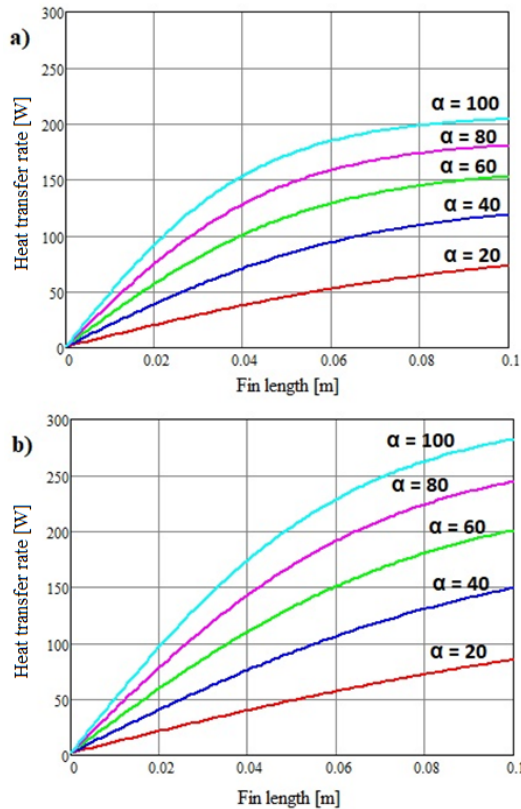 a)
Heat transfer rate [W]
300
250
200
150
100
50
0
α = 100
α = 80
α = 60
α = 40
α = 20
0 0.02 0.04 0.06 0.08 0.1
Fin length [m]
b)
Heat transfer rate [W]
300
250
200
150
100
50
0
α = 100
α = 80
α = 60
α = 40
α = 20
0 0.02 0.04 0.06 0.08 0.1
Fin length [m]